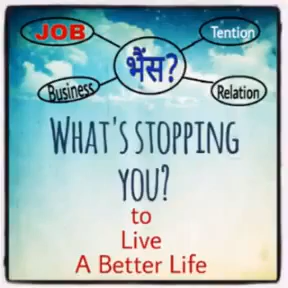 JOB
Tention
भैंस?
Business
Relation
WHAT'S STOPPING
YOU?
to
Live
A Better Life